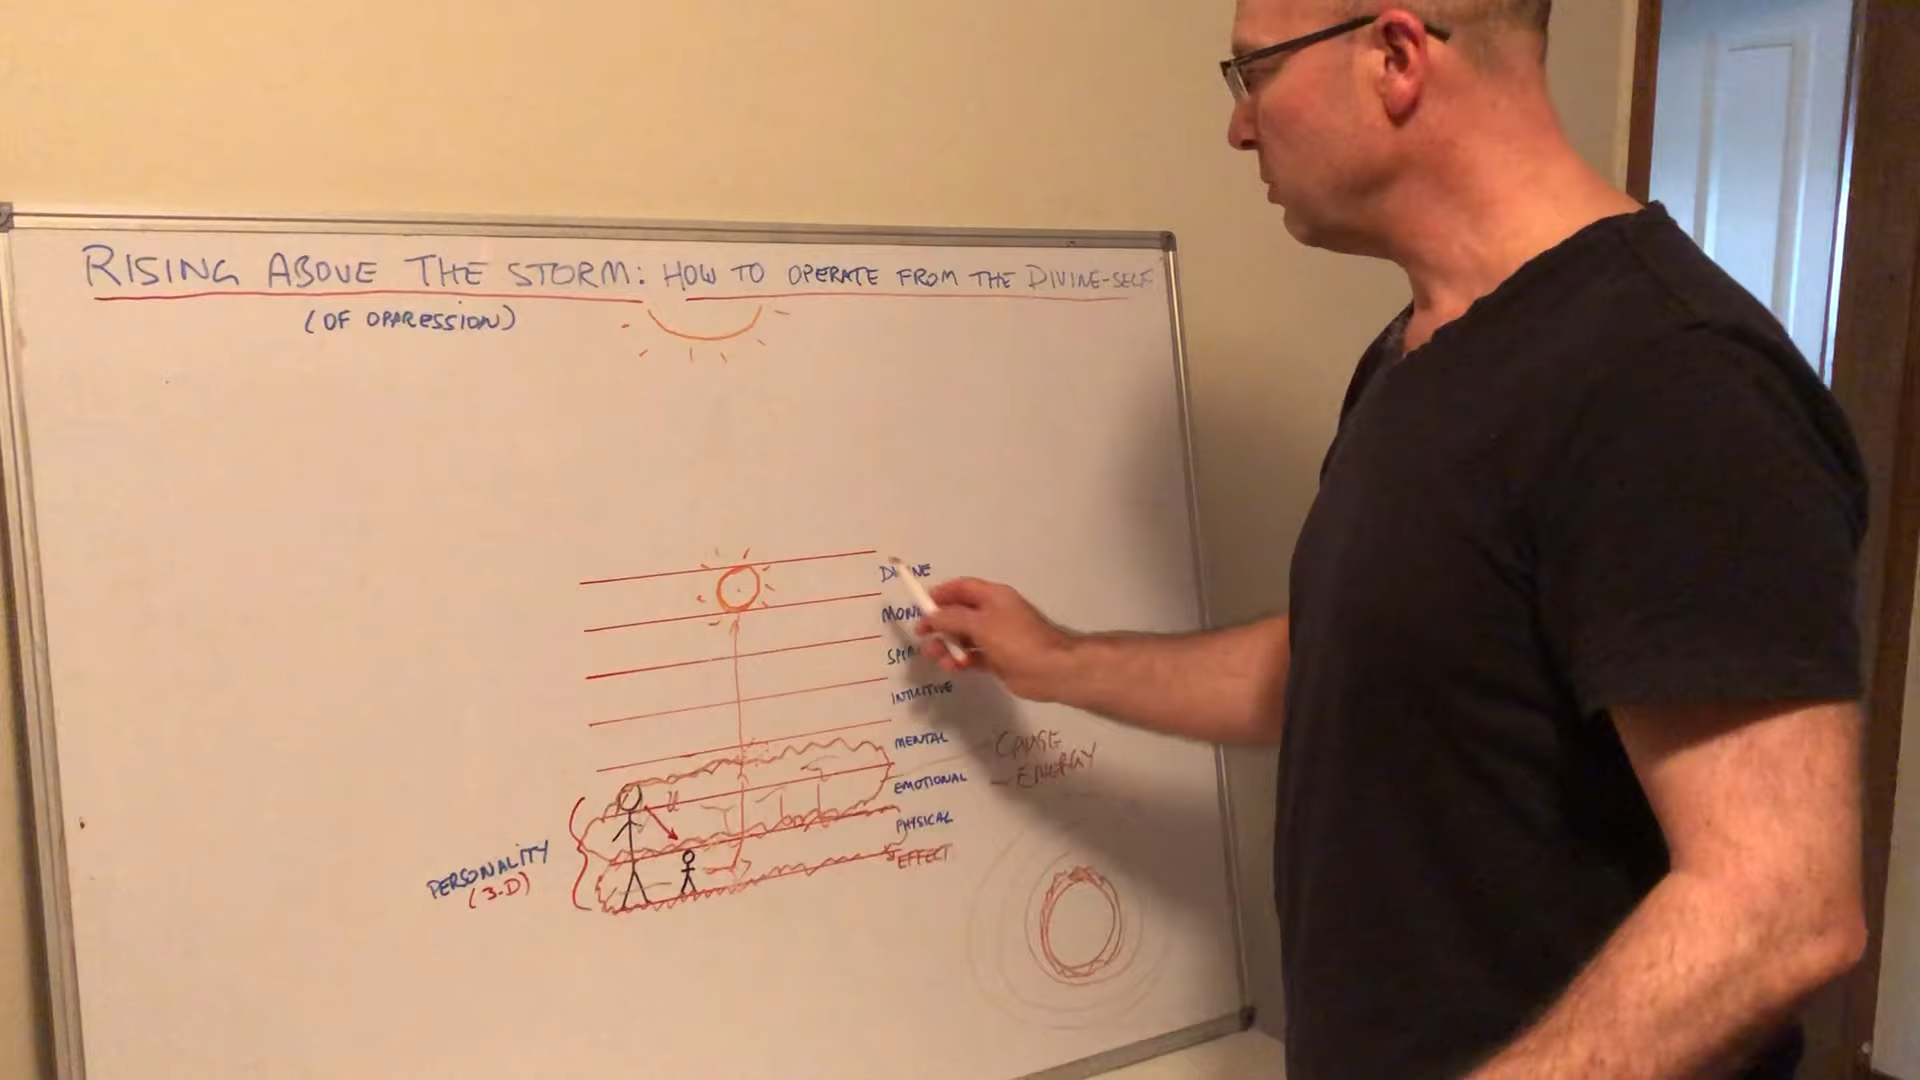 RISING ABOVE THE STORM: HOW TO OPERATE FROM THE DIVINE-SELF
(OF OPPRESSION)
INTUITIVE
MENTAL
EMOTIONAL
PHYSICAL
EFFECT
CAUSE
ENERGY
PERSONALITY
(3-D)